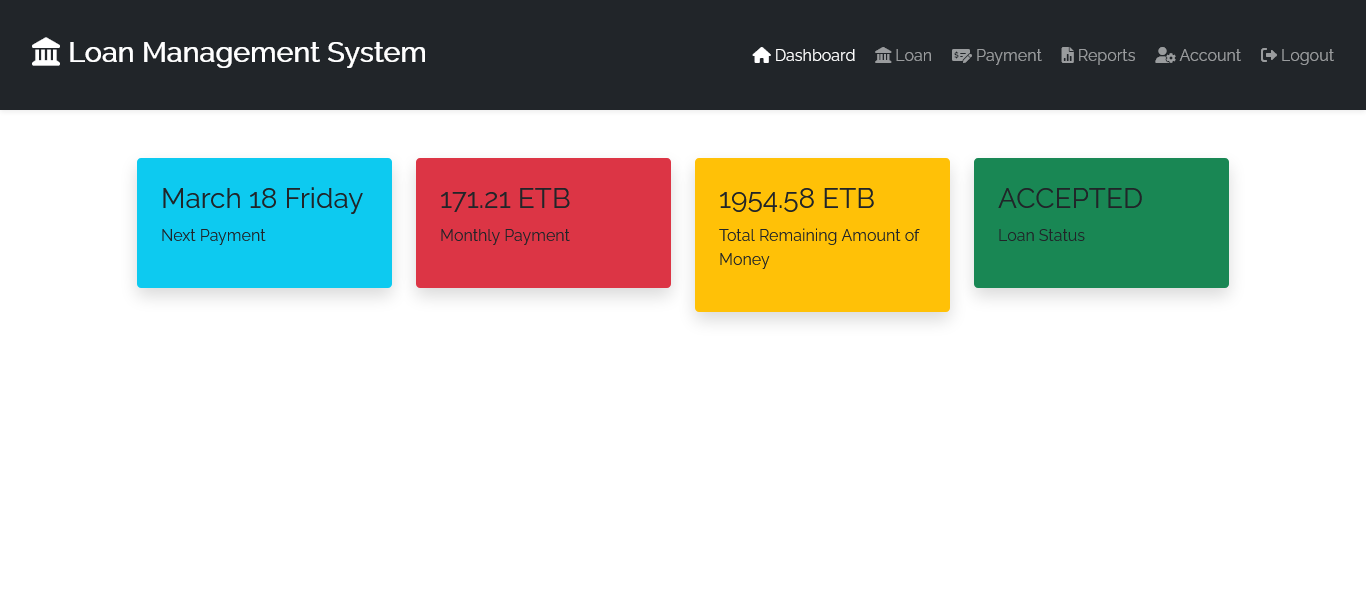 Loan Management System
Dashboard Loan Payment Reports Account Logout
March 18 Friday
Next Payment
171.21 ETB
Monthly Payment
1954.58 ETB
Total Remaining Amount of
Money
ACCEPTED
Loan Status